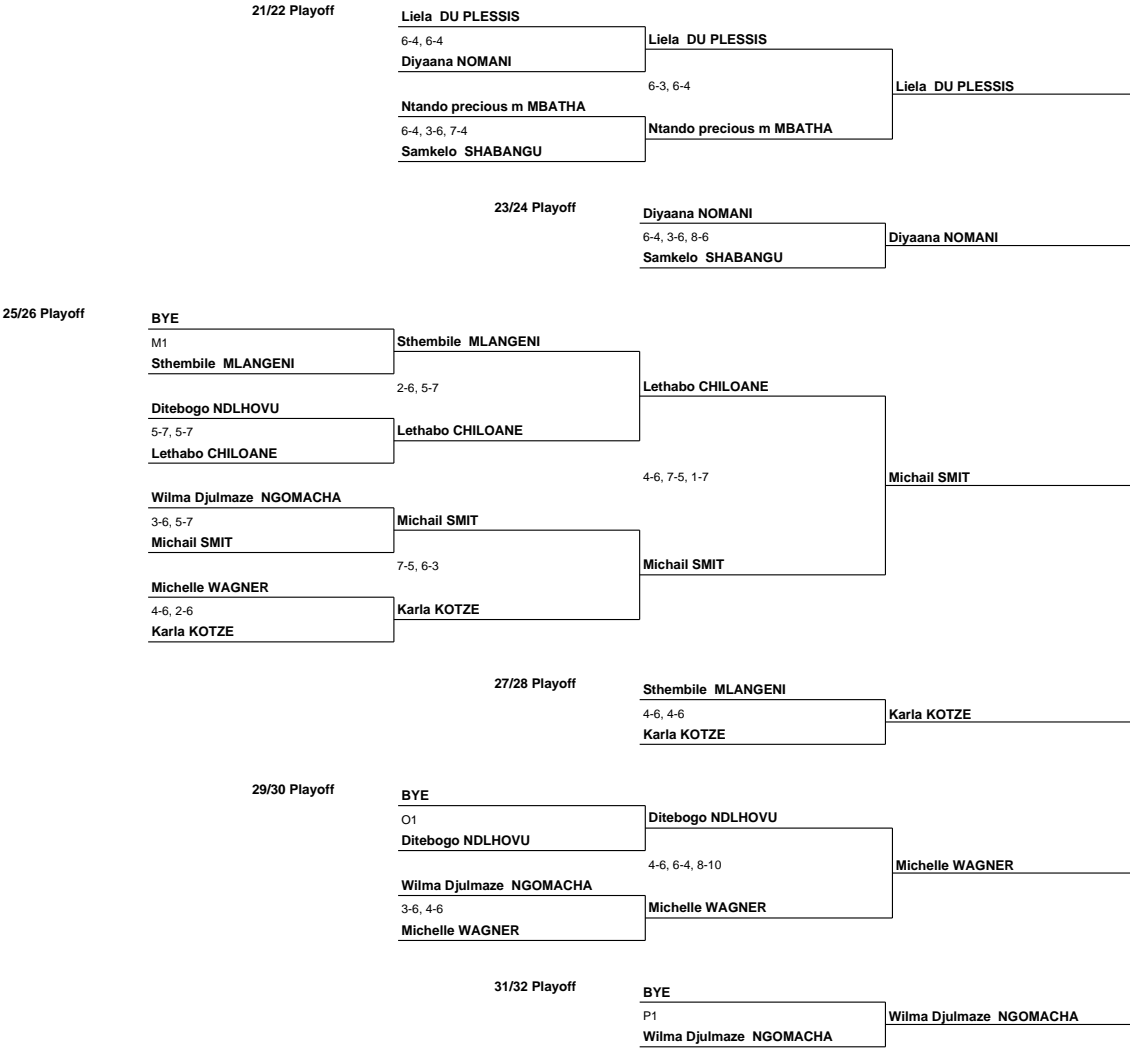 21/22 Playoff
Liela  DU PLESSIS
6-4, 6-4
Liela  DU PLESSIS
Diyaana NOMANI
6-3, 6-4
Liela  DU PLESSIS
Ntando precious m MBATHA
6-4, 3-6, 7-4
Ntando precious m MBATHA
Samkelo  SHABANGU
23/24 Playoff
Diyaana NOMANI
6-4, 3-6, 8-6
Diyaana NOMANI
Samkelo  SHABANGU
25/26 Playoff
BYE
M1
Sthembile  MLANGENI
Sthembile  MLANGENI
2-6, 5-7
Lethabo CHILOANE
Ditebogo NDLHOVU
5-7, 5-7
Lethabo CHILOANE
Lethabo CHILOANE
4-6, 7-5, 1-7
Michail SMIT
Wilma Djulmaze  NGOMACHA
3-6, 5-7
Michail SMIT
Michail SMIT
7-5, 6-3
Michail SMIT
Michelle WAGNER
4-6, 2-6
Karla KOTZE
Karla KOTZE
27/28 Playoff
Sthembile  MLANGENI
4-6, 4-6
Karla KOTZE
Karla KOTZE
29/30 Playoff
BYE
O1
Ditebogo NDLHOVU
Ditebogo NDLHOVU
4-6, 6-4, 8-10
Michelle WAGNER
Wilma Djulmaze  NGOMACHA
3-6, 4-6
Michelle WAGNER
Michelle WAGNER
31/32 Playoff
BYE
P1
Wilma Djulmaze  NGOMACHA
Wilma Djulmaze  NGOMACHA